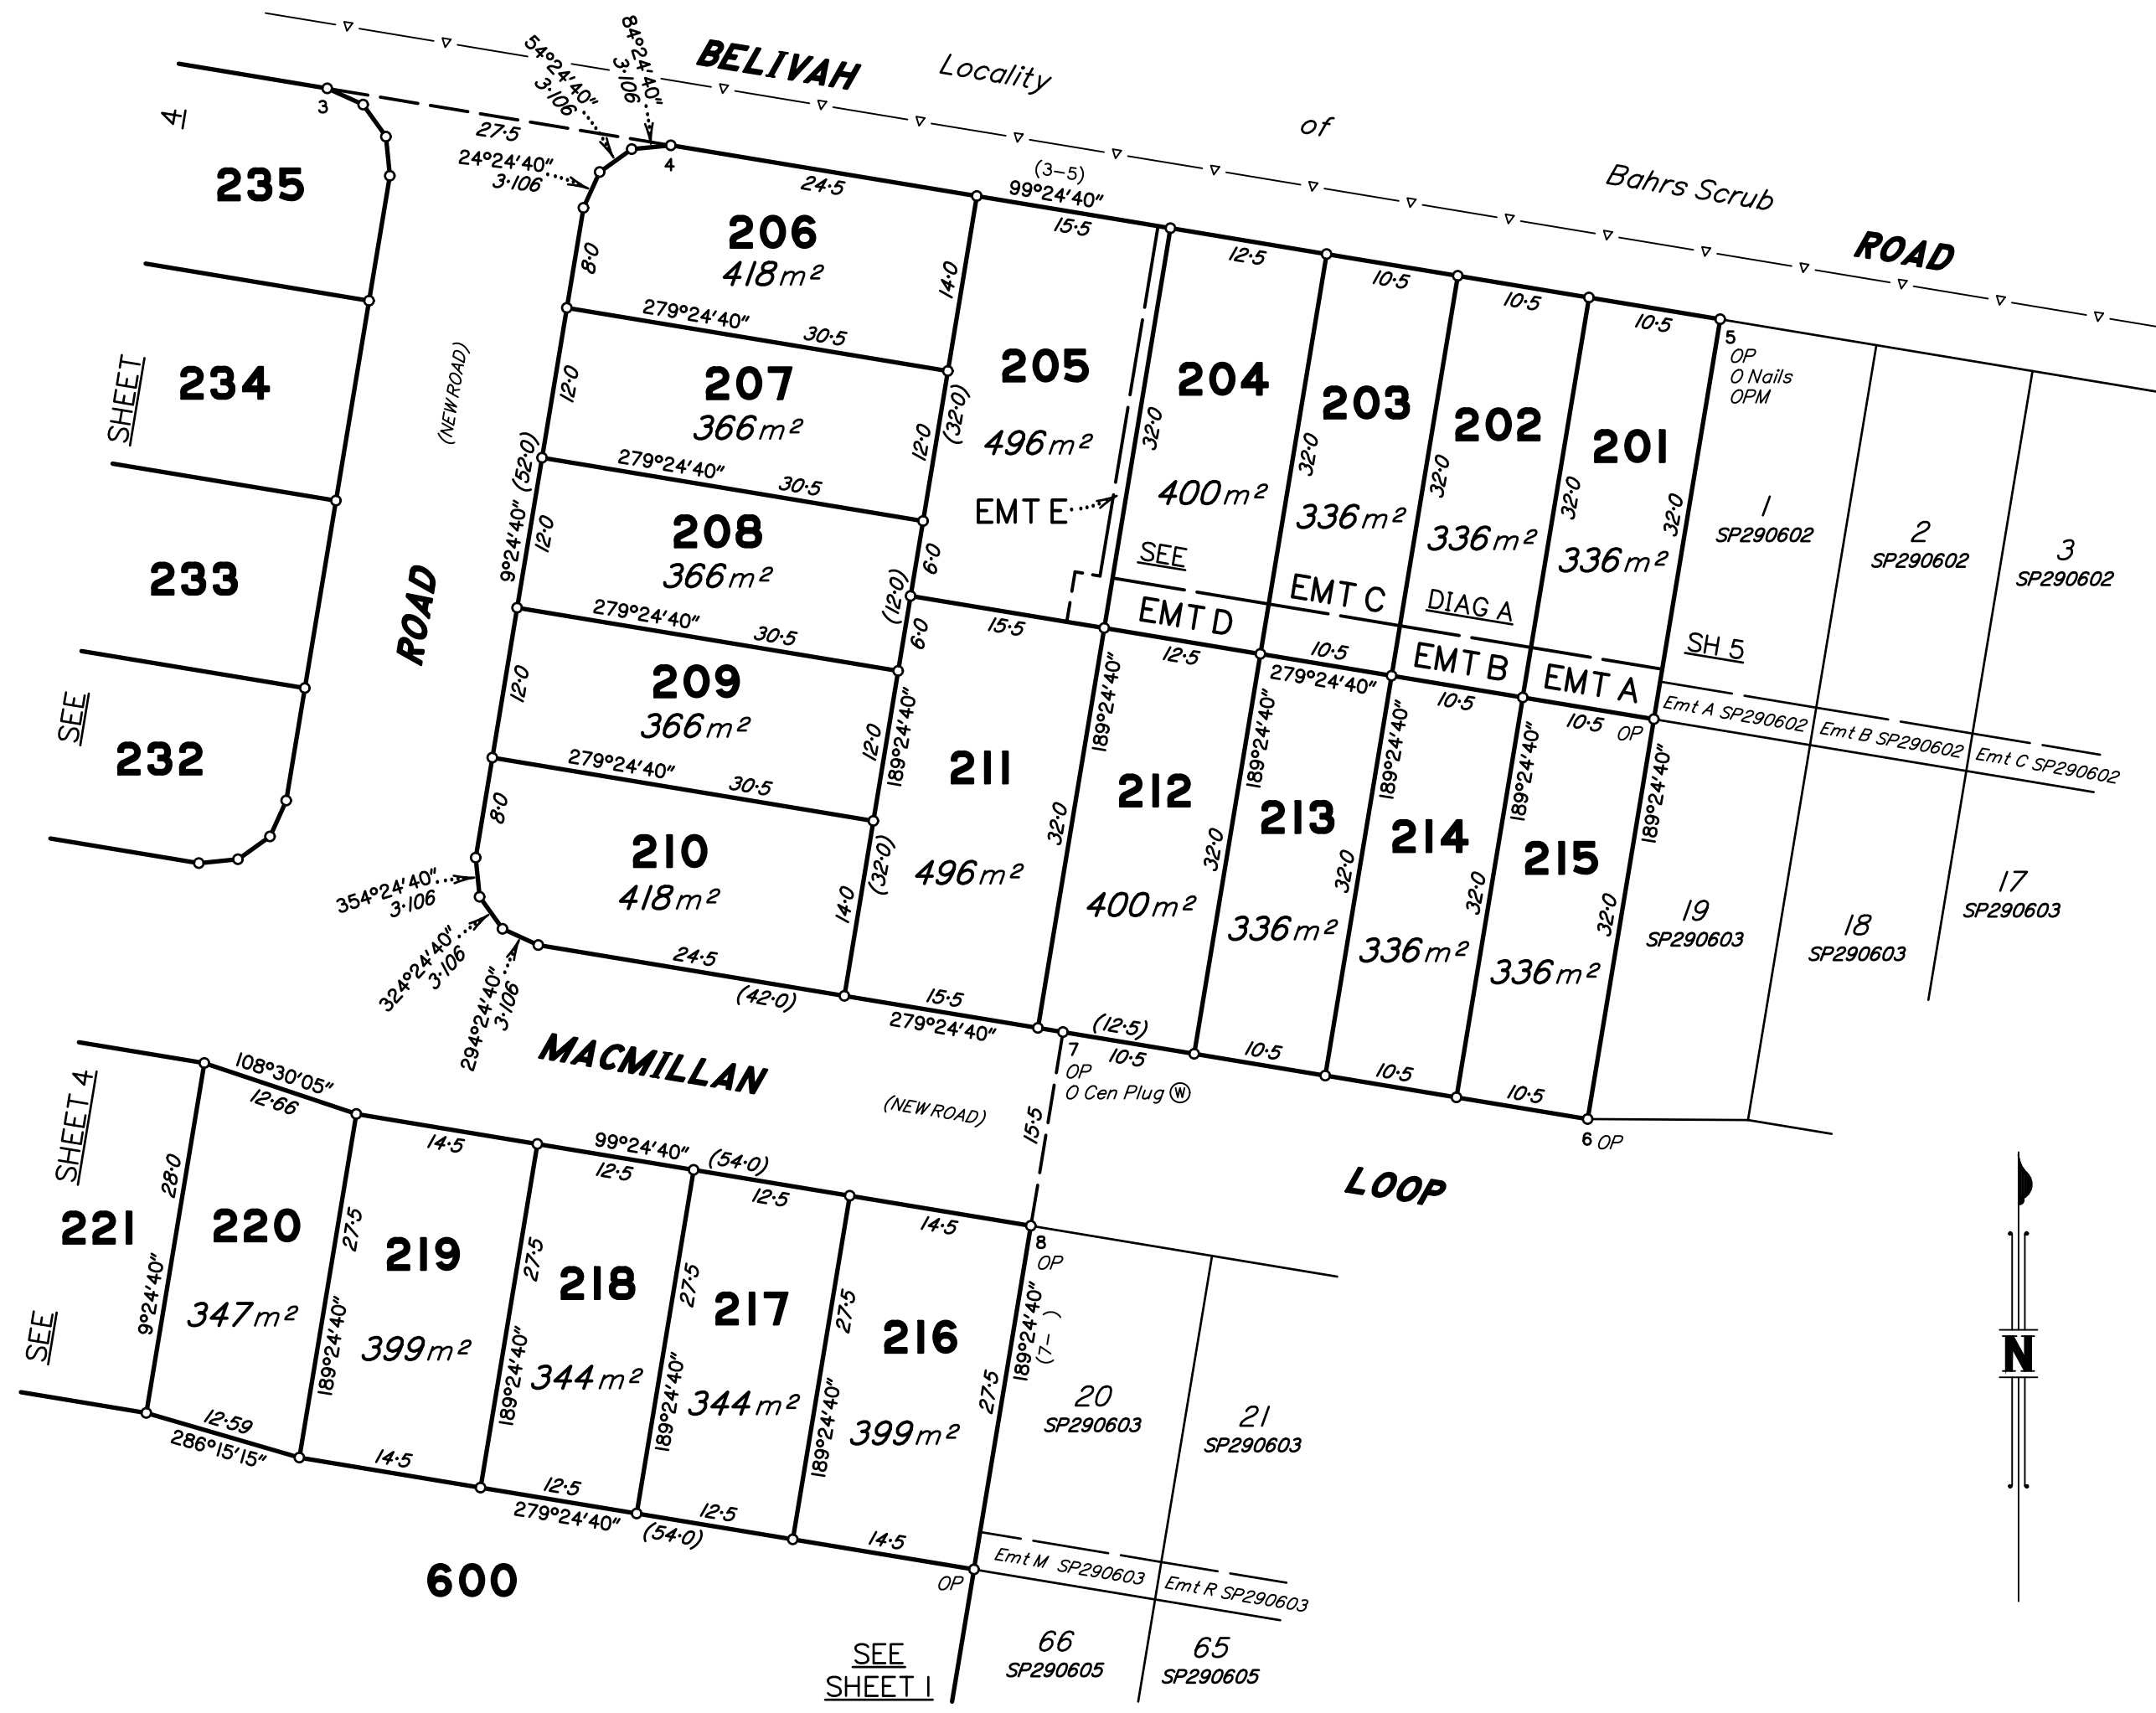 BELIVAH
Locality
of
Bahrs Scrub
ROAD
84°24'40"
3·106
54°24'40"
3·106
24°24'40"
3·106
3
27·5
4
24·5
(3–5)
99°24'40"
15·5
12·5
10·5
10·5
10·5
5
OP
O Nails
OPM
SHEET
4
SEE
235
234
233
232
(NEW ROAD)
ROAD
8·0
12·0
9°24'40" (52·0)
12·0
12·0
8·0
206
418m²
14·0
279°24'40"
30·5
207
366m²
12·0
(32·0)
279°24'40"
30·5
208
366m²
6·0
(12·0)
6·0
279°24'40"
30·5
209
366m²
12·0
189°24'40"
279°24'40"
30·5
210
418m²
14·0
(32·0)
354°24'40"
3·106
324°24'40"
3·106
294°24'40"
3·106
24·5
(42·0)
205
496m²
EMT E
15·5
204
400m²
32·0
203
336m²
32·0
202
336m²
32·0
201
336m²
32·0
32·0
SEE
DIAG A
SH 5
EMT D
EMT C
EMT B
EMT A
12·5
10·5
279°24'40"
10·5
10·5
OP
1
SP290602
2
SP290602
3
SP290602
Emt A SP290602
Emt B SP290602
Emt C SP290602
211
496m²
189°24'40"
32·0
212
400m²
189°24'40"
32·0
213
336m²
189°24'40"
32·0
214
336m²
189°24'40"
32·0
215
336m²
189°24'40"
32·0
19
SP290603
18
SP290603
17
SP290603
15·5
279°24'40"
(12·5)
10·5
10·5
10·5
10·5
7
OP
O Cen Plug W
6 OP
MACMILLAN
(NEW ROAD)
LOOP
15·5
SEE
SHEET 4
108°30'05"
12·66
14·5
99°24'40"
12·5
(54·0)
12·5
14·5
8
OP
221
28·0
9°24'40"
220
347m²
27·5
189°24'40"
219
399m²
27·5
189°24'40"
218
344m²
27·5
189°24'40"
217
344m²
27·5
189°24'40"
216
399m²
27·5
189°24'40"
(7– )
12·59
286°15'15"
14·5
12·5
279°24'40"
12·5
(54·0)
14·5
OP
20
SP290603
21
SP290603
Emt M SP290603
Emt R SP290603
66
SP290605
65
SP290605
600
SEE
SHEET 1
N